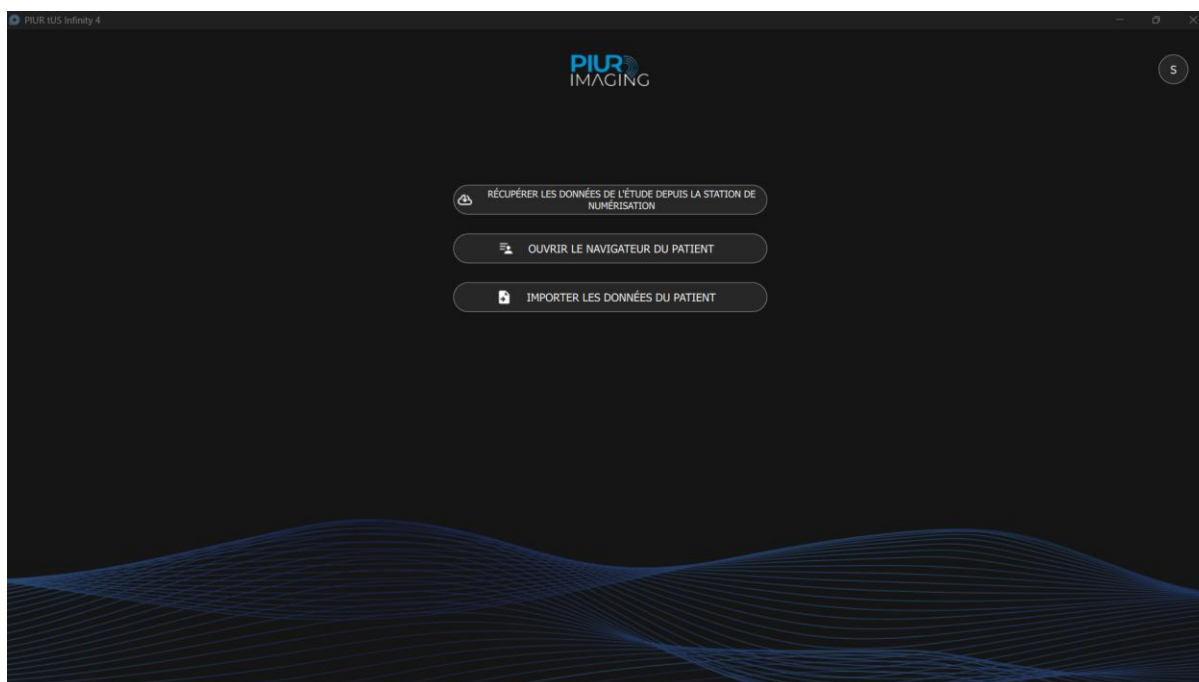 PIUR tUS Infinity 4
PIUR
IMAGING
S
RÉCUPÉRER LES DONNÉES DE L'ÉTUDE DEPUIS LA STATION DE
NUMÉRISATION
OUVRIR LE NAVIGATEUR DU PATIENT
IMPORTER LES DONNÉES DU PATIENT